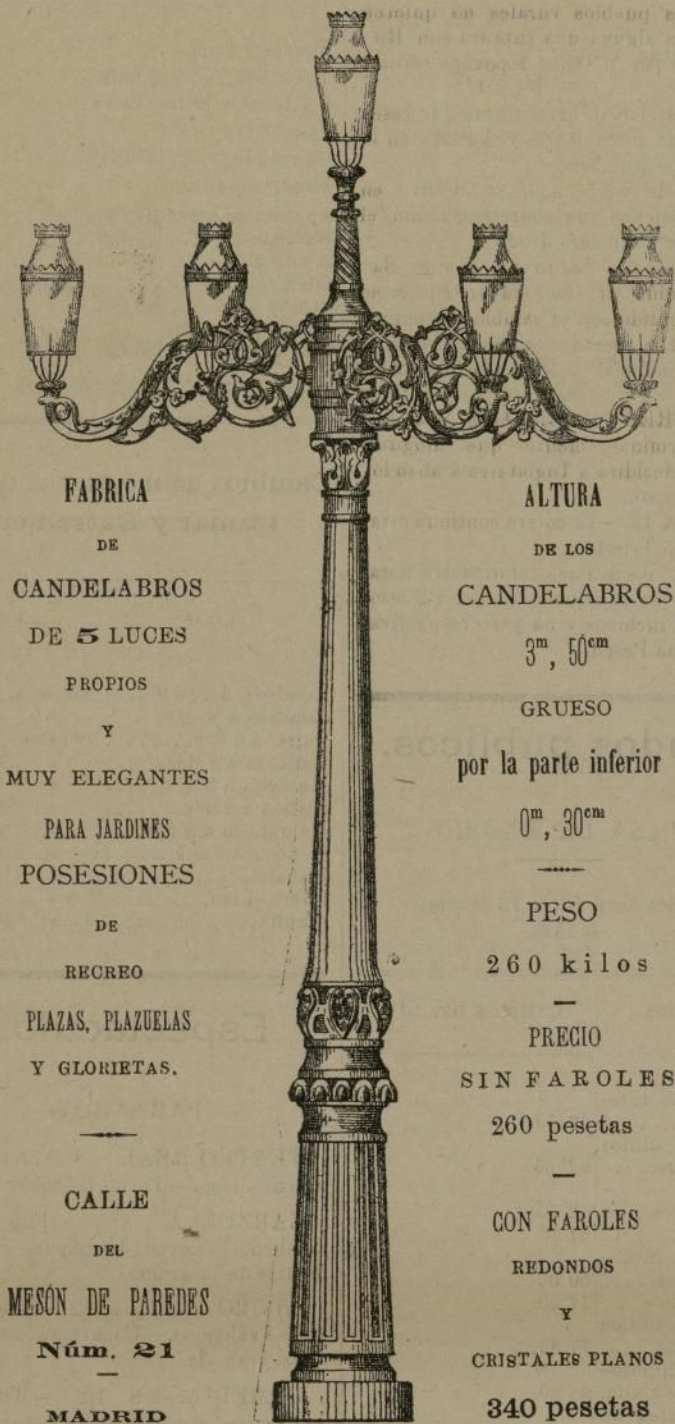 FABRICA
DE
CANDELABROS
DE 5 LUCES
PROPIOS
Y
MUY ELEGANTES
PARA JARDINES
POSESIONES
DE
RECREO
PLAZAS, PLAZUELAS
Y GLORIETAS.
CALLE
DEL
MESÓN DE PAREDES
Núm. 21
MADRID
ALTURA
DE LOS
CANDELABROS
3m, 50cm
GRUESO
por la parte inferior
0m, 30cm
PESO
260 kilos
PRECIO
SIN FAROLES
260 pesetas
CON FAROLES
REDONDOS
Y
CRISTALES PLANOS
340 pesetas